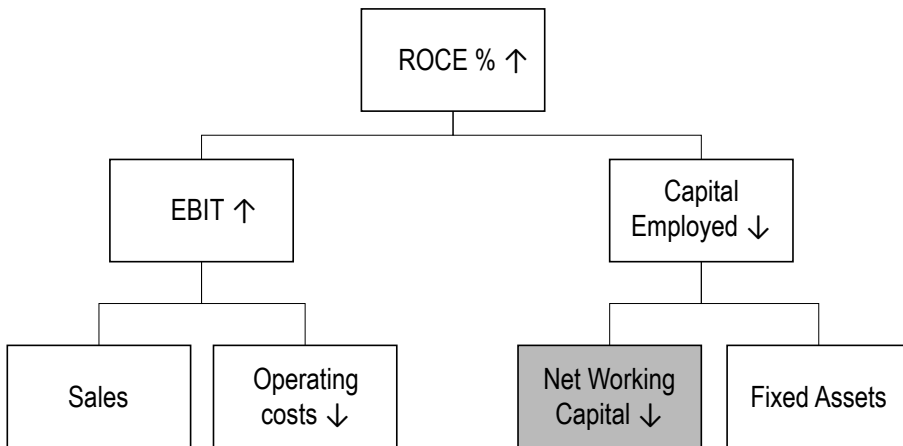 ROCE % ↑
EBIT ↑
Capital
Employed ↓
Sales
Operating
costs ↓
Net Working
Capital ↓
Fixed Assets